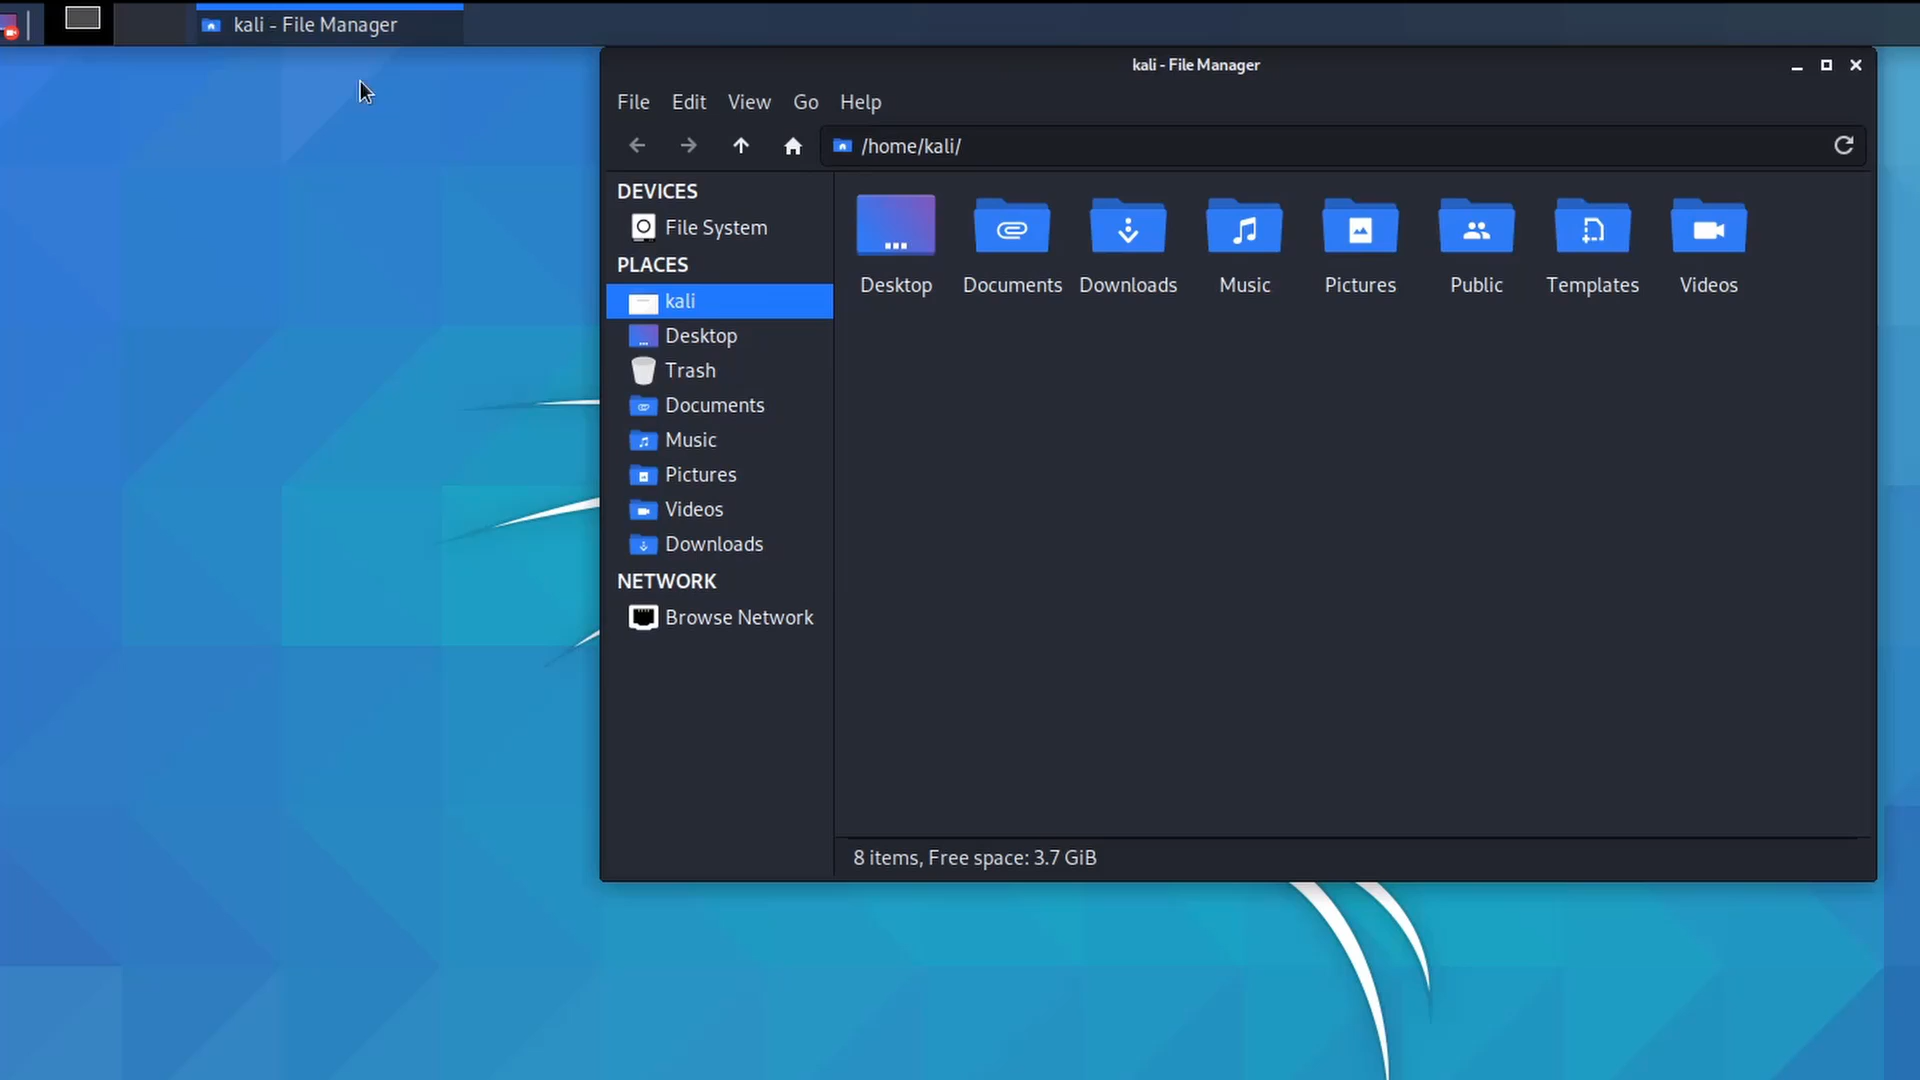 kali - File Manager
kali - File Manager
File Edit View Go Help
/home/kali/
DEVICES
File System
PLACES
kali
Desktop
Trash
Documents
Music
Pictures
Videos
Downloads
NETWORK
Browse Network
Desktop Documents Downloads Music Pictures Public Templates Videos
8 items, Free space: 3.7 GiB